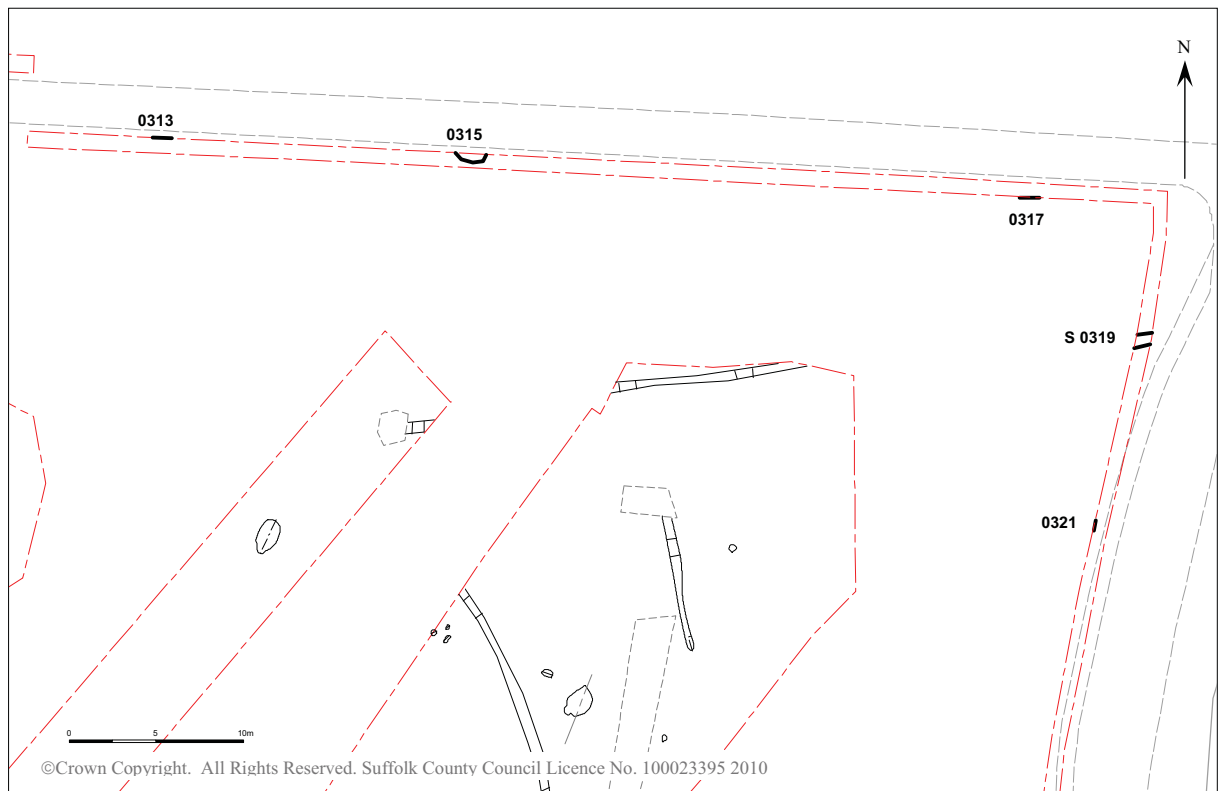 N
0313
0315
0317
S 0319
0321
0 5 10m
©Crown Copyright. All Rights Reserved. Suffolk County Council Licence No. 100023395 2010